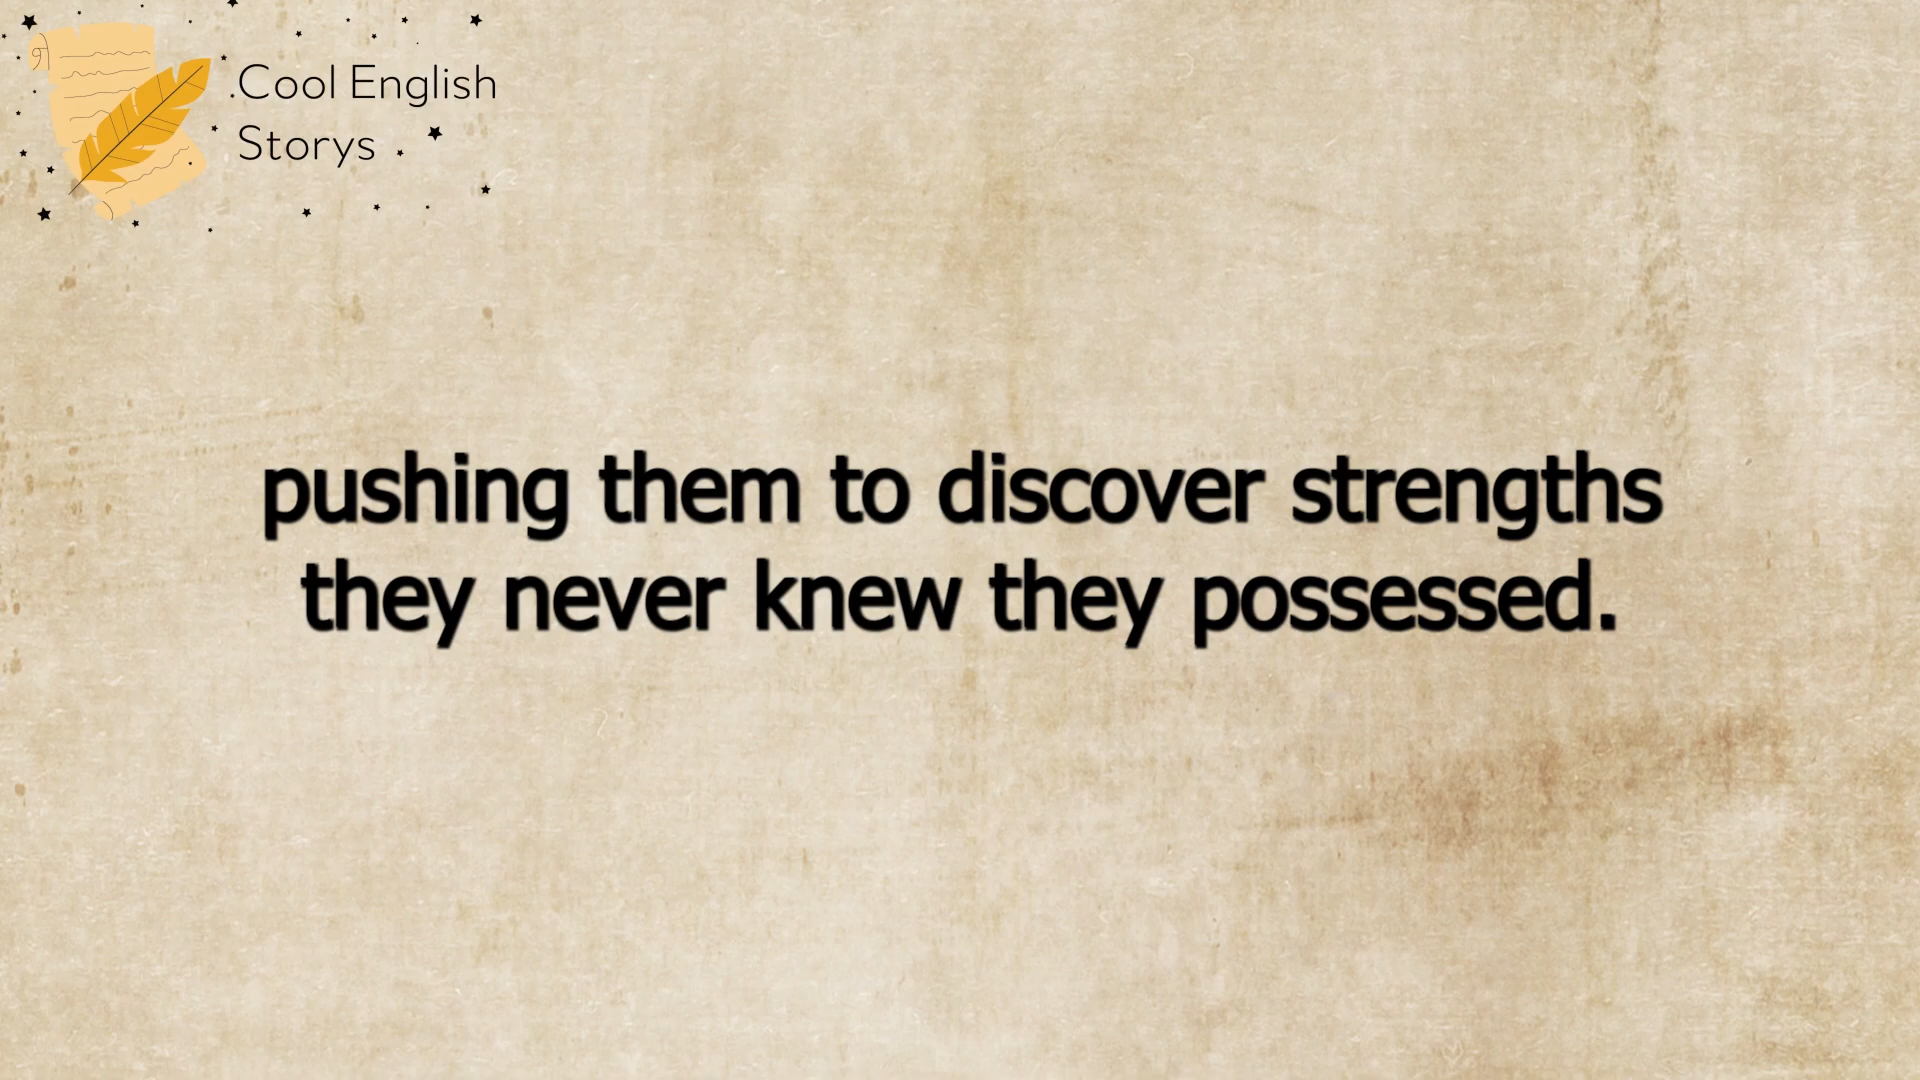 .Cool English
Storys
pushing them to discover strengths
they never knew they possessed.